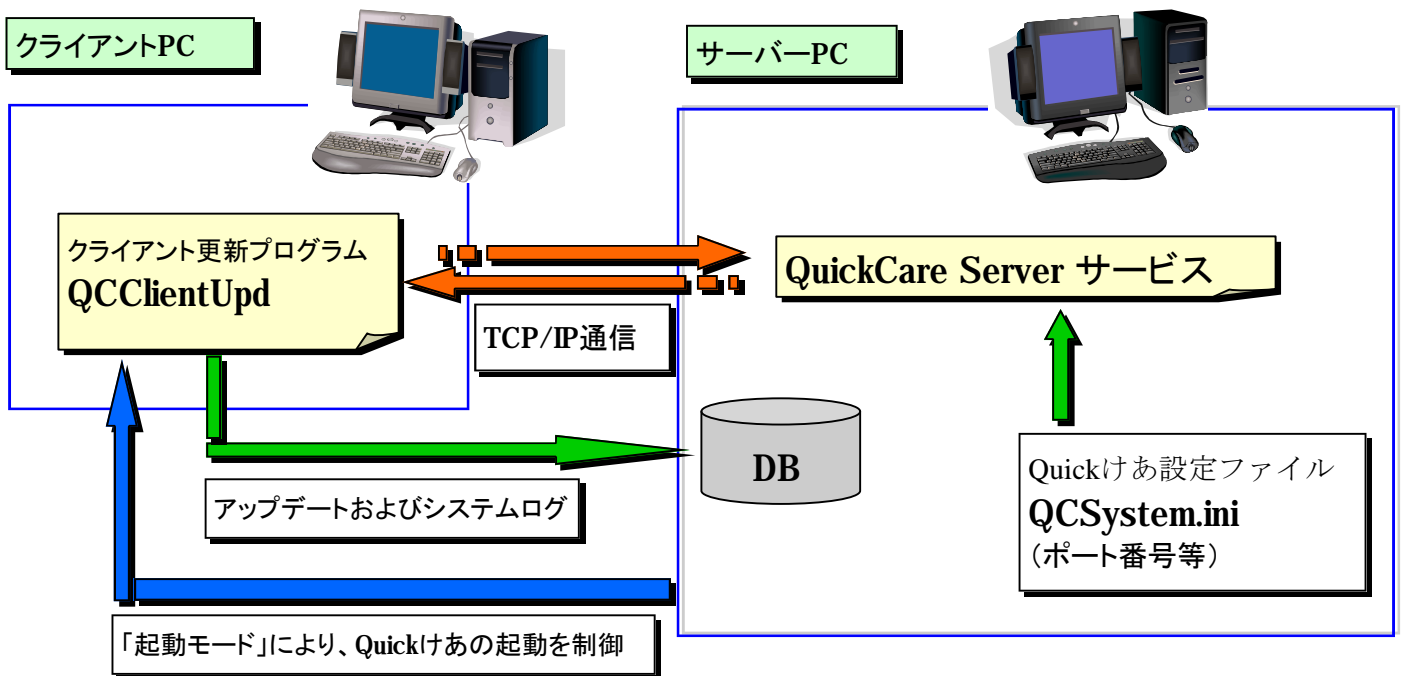 クライアントPC
サーバーPC
クライアント更新プログラム
QCClientUpd
QuickCare Server サービス
TCP/IP通信
DB
Quickけあ設定ファイル
QCSystem.ini
（ポート番号等）
アップデートおよびシステムログ
「起動モード」により、Quickけあの起動を制御